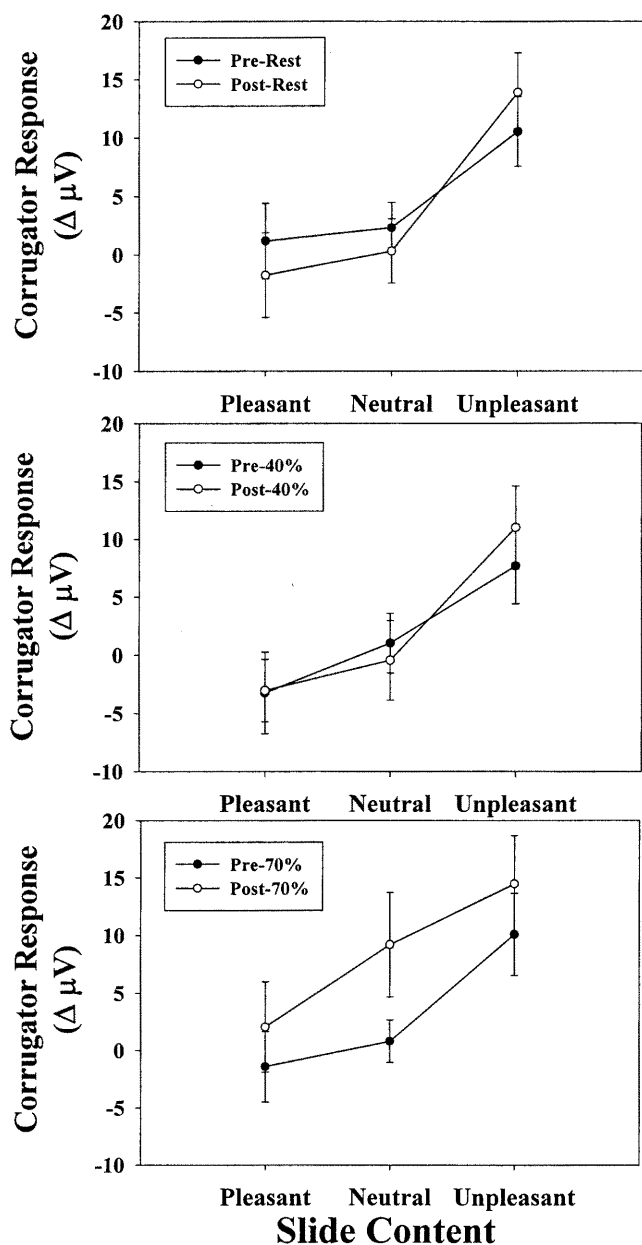 Corrugator Response
(Δ μV)
20
15
10
5
0
-5
-10
Pre-Rest
Post-Rest
Pleasant Neutral Unpleasant
Corrugator Response
(Δ μV)
20
15
10
5
0
-5
-10
Pre-40%
Post-40%
Pleasant Neutral Unpleasant
Corrugator Response
(Δ μV)
20
15
10
5
0
-5
-10
Pre-70%
Post-70%
Pleasant Neutral Unpleasant
Slide Content